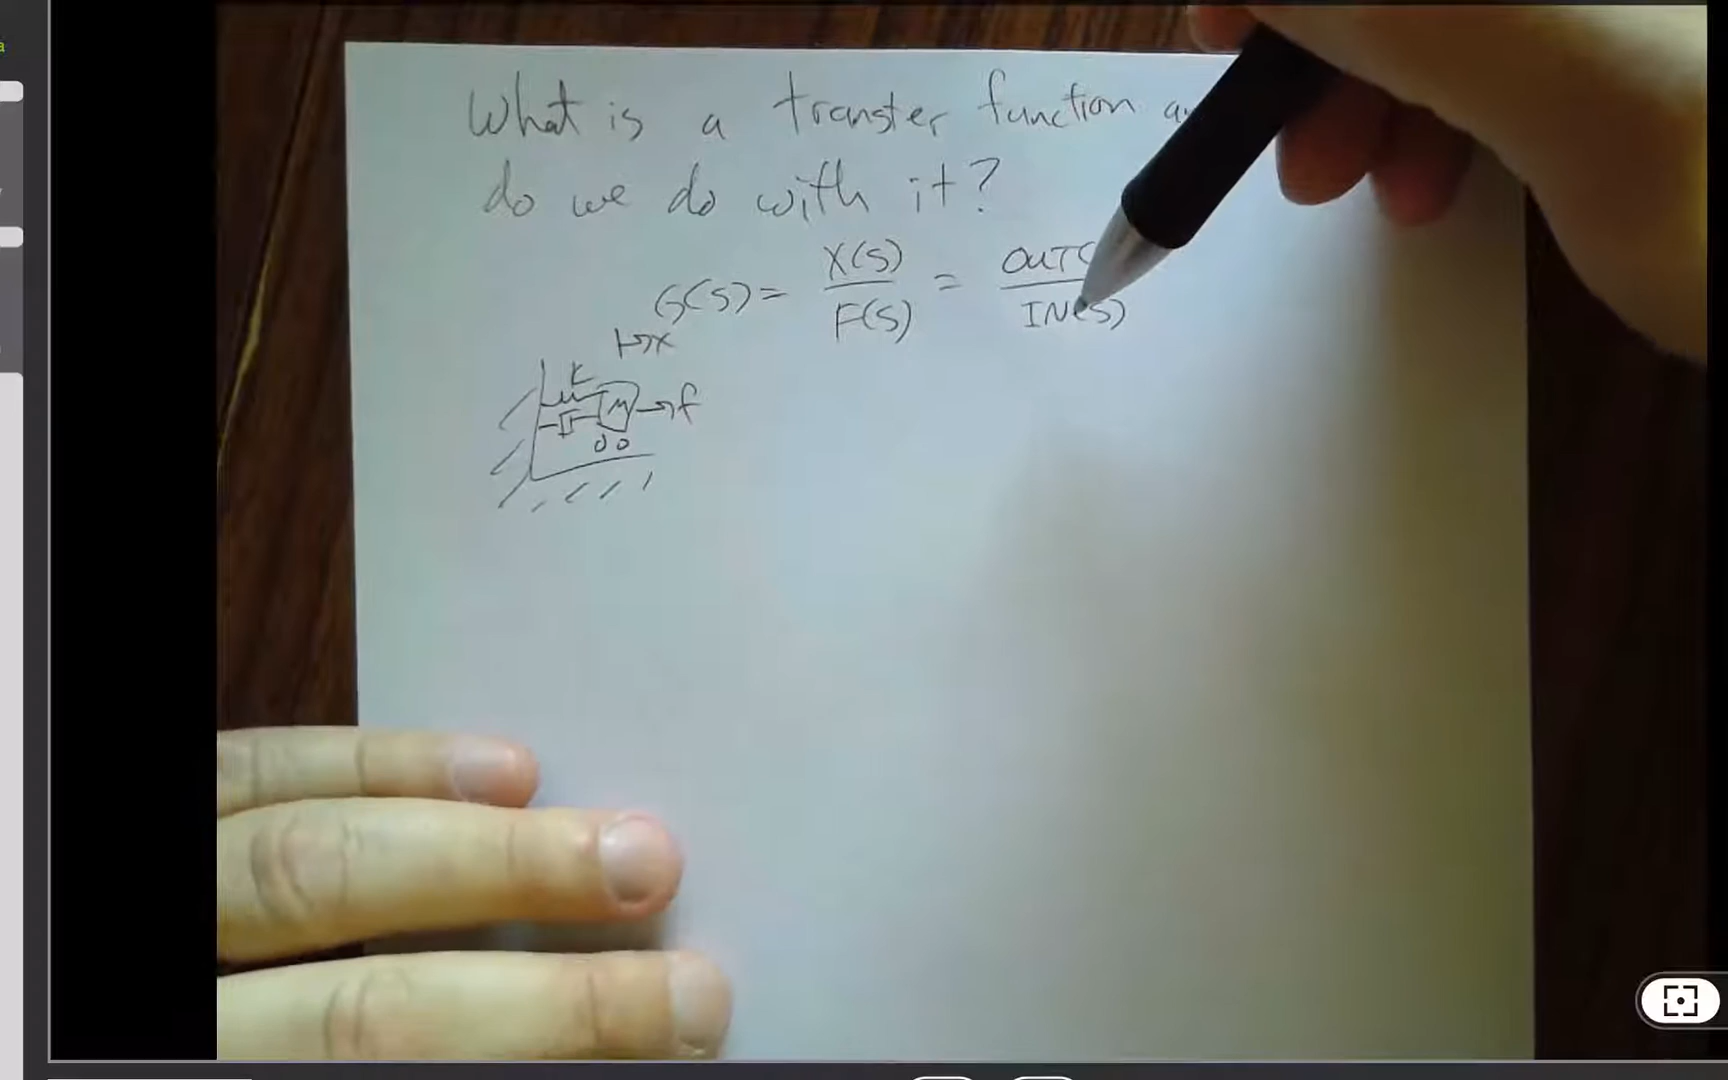 What is a transfer function
do we do with it?
G(S) = X(S) / F(S) = OUT( / IN(S)
↦x
K
M → f